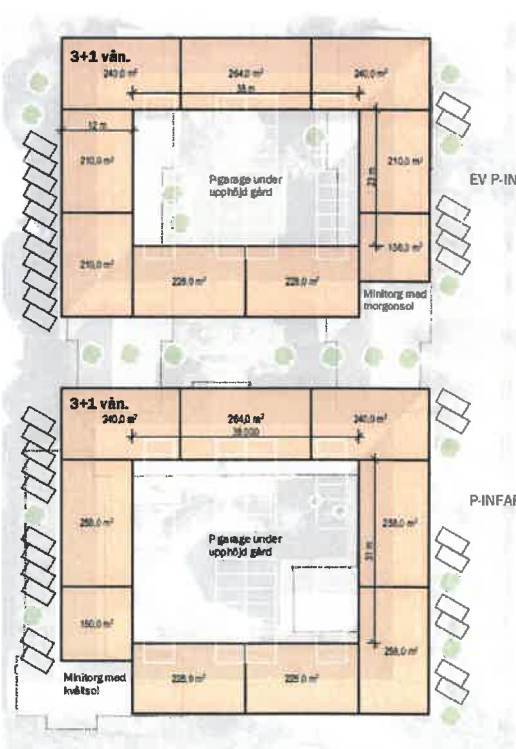 3+1 vån.
240,0 m²
264,0 m²
240,0 m²
38 m
12 m
210,0 m²
P-garage under
upphöjd gård
23 m
210,0 m²
EV P-IN
210,0 m²
228,0 m²
228,0 m²
Minitorg med
morgonsol
3+1 vån.
240,0 m²
264,0 m²
240,0 m²
38 000
258,0 m²
P-garage under
upphöjd gård
31 m
258,0 m²
P-INFAR
150,0 m²
Minitorg med
kvällsol
228,0 m²
228,0 m²
258,0 m²